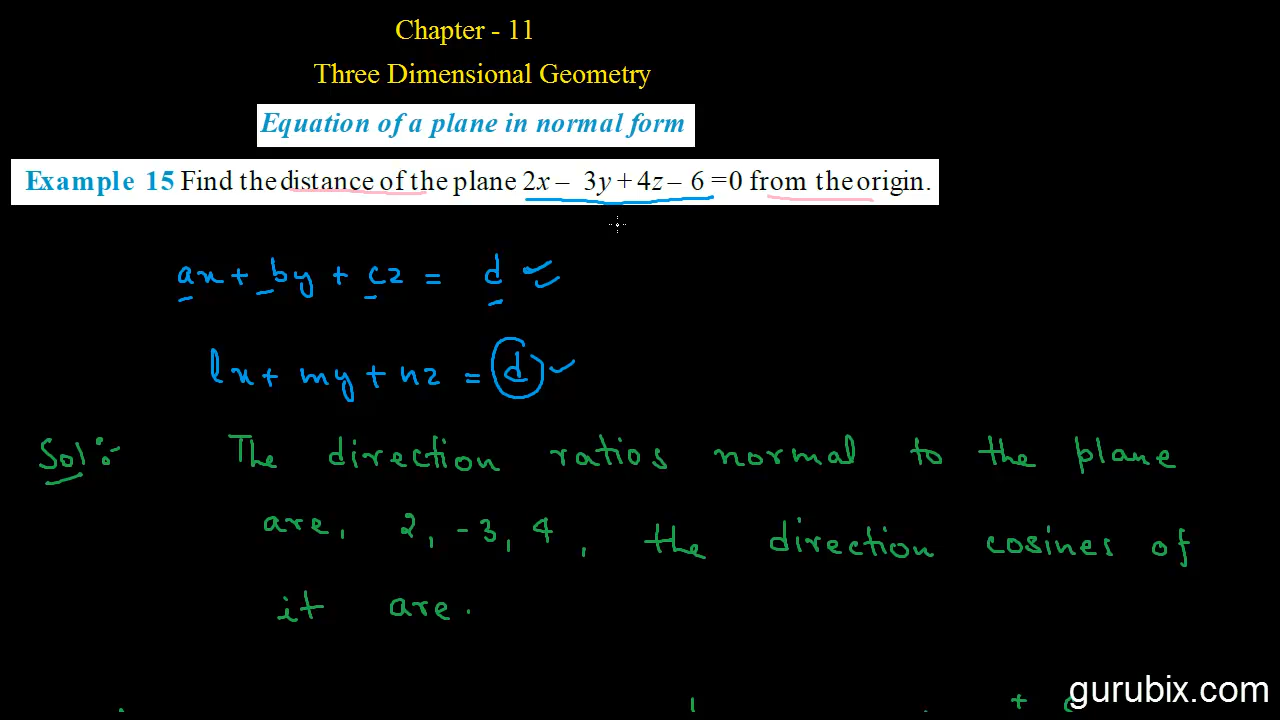 Chapter - 11
Three Dimensional Geometry
Equation of a plane in normal form
Example 15 Find the distance of the plane 2x – 3y + 4z – 6 = 0 from the origin.
ax + by + cz = d
lx + my + nz = d
Sol:- The direction ratios normal to the plane
are, 2, -3, 4, the direction cosines of
it are.
gurubix.com